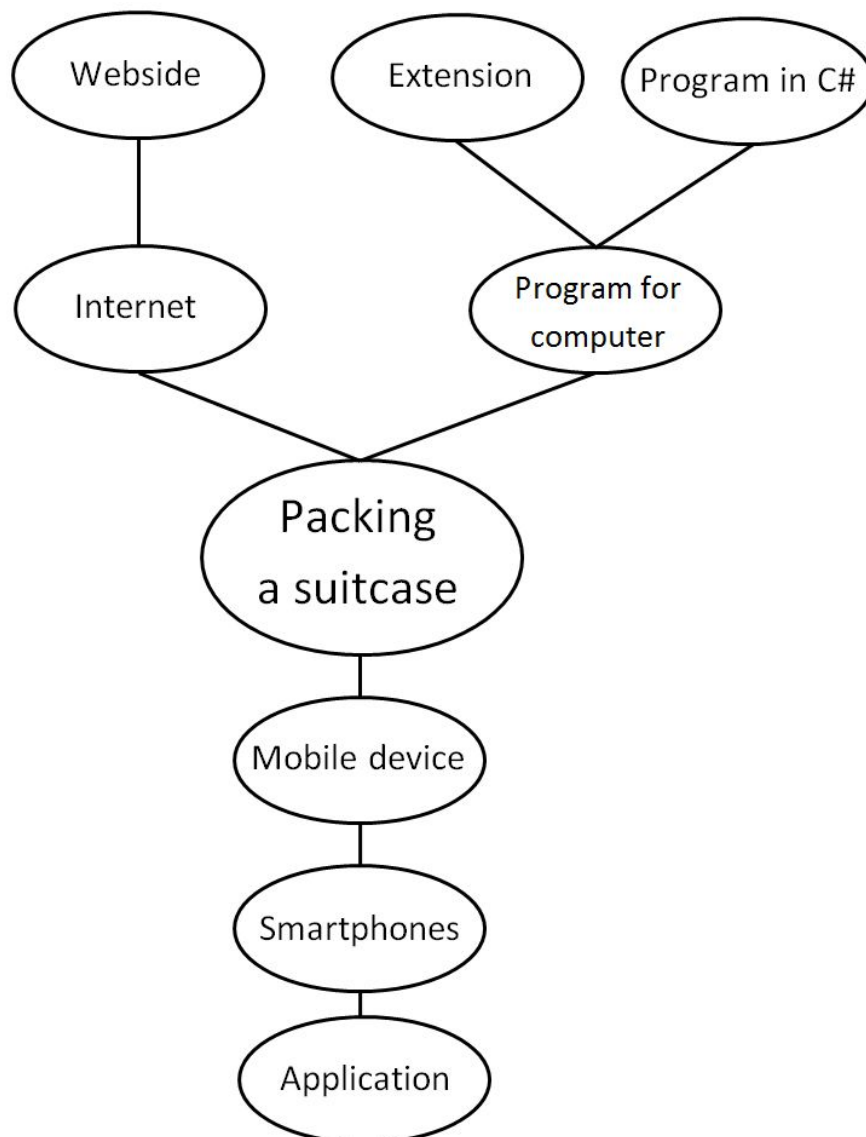 Webside
Extension
Program in C#
Internet
Program for
computer
Packing
a suitcase
Mobile device
Smartphones
Application